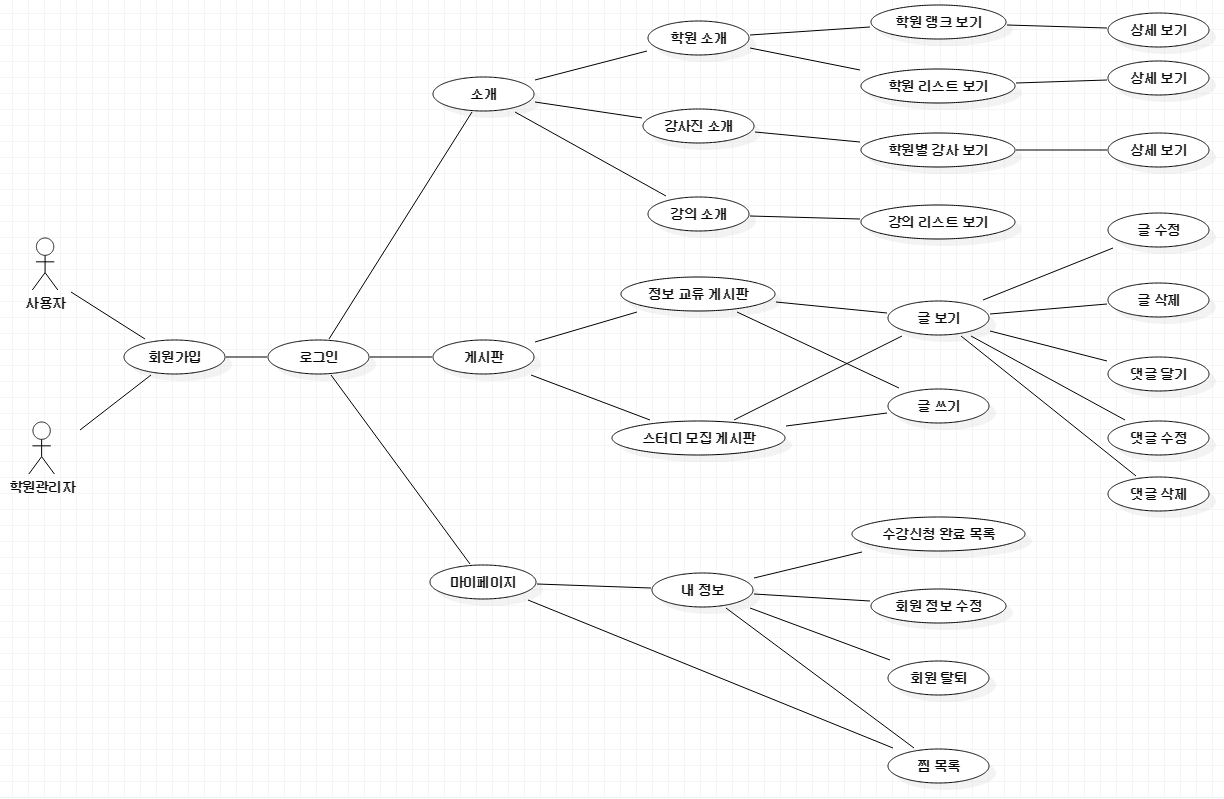 학원 랭크 보기
상세 보기
학원 소개
학원 리스트 보기
상세 보기
소개
강사진 소개
학원별 강사 보기
상세 보기
강의 소개
강의 리스트 보기
글 수정
사용자
정보 교류 게시판
글 보기
글 삭제
회원가입
로그인
게시판
댓글 달기
글 쓰기
스터디 모집 게시판
댓글 수정
학원관리자
댓글 삭제
수강신청 완료 목록
마이페이지
내 정보
회원 정보 수정
회원 탈퇴
찜 목록